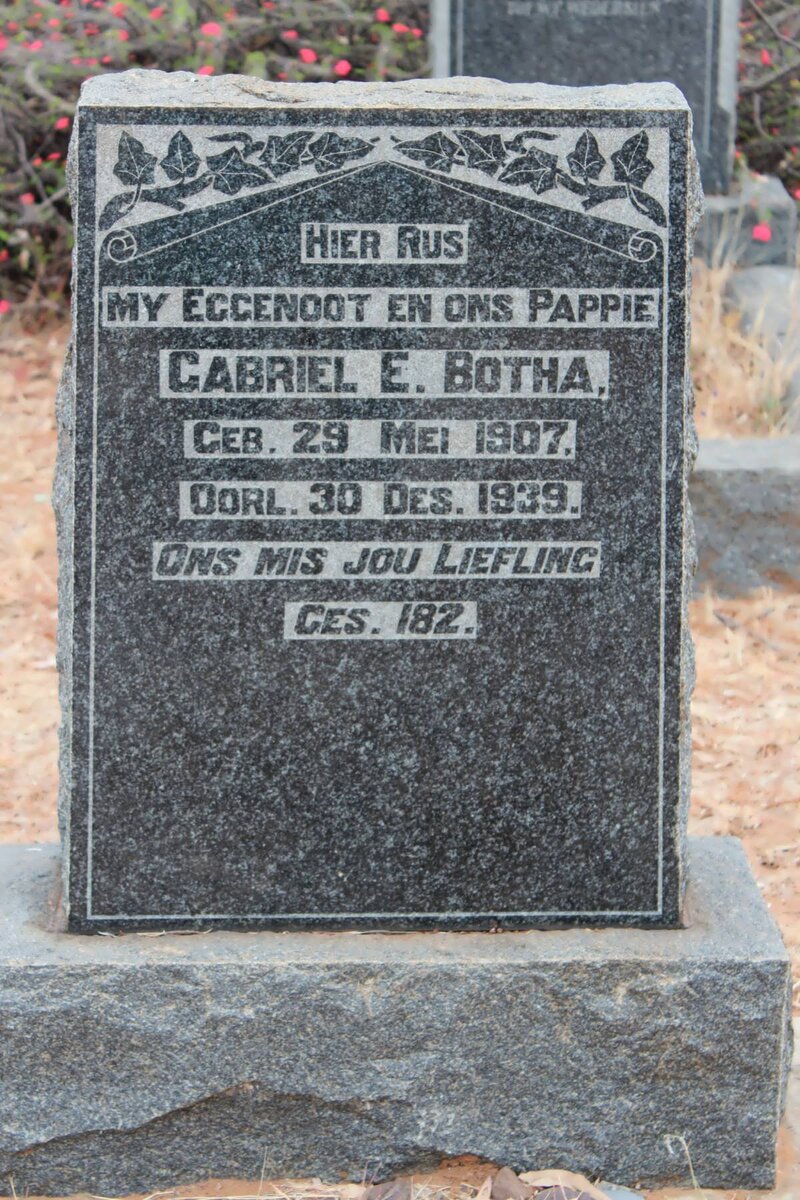 HIER RUS
MY EGGENOOT EN ONS PAPPIE
GABRIEL E. BOTHA,
GEB. 29 MEI 1907,
OORL. 30 DES. 1939.
ONS MIS JOU LIEFLING
GES. 182.